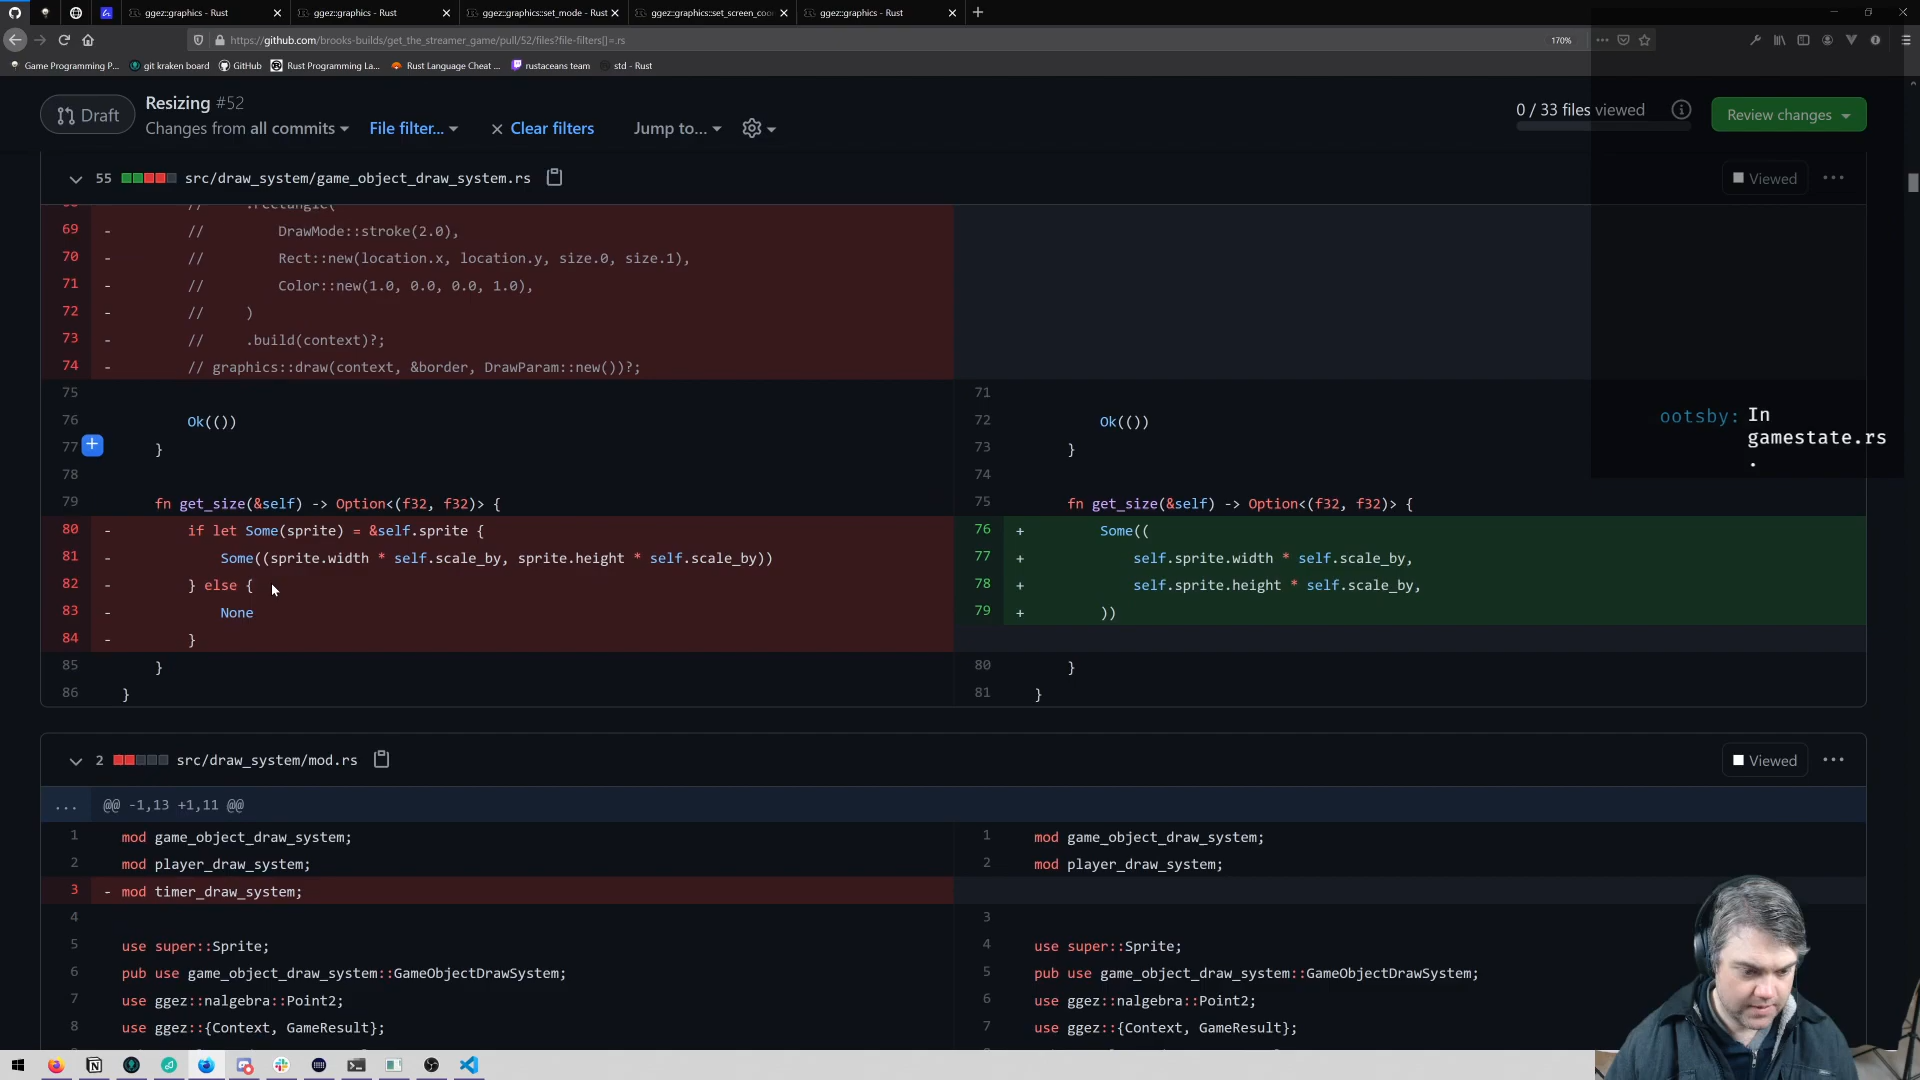 ggez::graphics - Rust
ggez::graphics - Rust
ggez::graphics::set_mode - Rust
ggez::graphics::set_screen_coo
ggez::graphics - Rust
https://github.com/brooks-builds/get_the_streamer_game/pull/52/files?file-filters[]=.rs
170%
Game Programming P...
git kraken board
GitHub
Rust Programming La...
Rust Language Cheat ...
rustaceans team
std - Rust
Draft
Resizing #52
Changes from all commits
File filter...
Clear filters
Jump to...
0 / 33 files viewed
Review changes
55 src/draw_system/game_object_draw_system.rs
Viewed
69 - // DrawMode::stroke(2.0),
70 - // Rect::new(location.x, location.y, size.0, size.1),
71 - // Color::new(1.0, 0.0, 0.0, 1.0),
72 - // )
73 - // .build(context)?;
74 - // graphics::draw(context, &border, DrawParam::new())?;
75 71
76 Ok(()) 72 Ok(())
77 } 73 }
78 74
79 fn get_size(&self) -> Option<(f32, f32)> { 75 fn get_size(&self) -> Option<(f32, f32)> {
80 - if let Some(sprite) = &self.sprite { 76 + Some((
81 - Some((sprite.width * self.scale_by, sprite.height * self.scale_by)) 77 + self.sprite.width * self.scale_by,
82 - } else { 78 + self.sprite.height * self.scale_by,
83 - None 79 + ))
84 - }
85 } 80 }
86 } 81 }
ootsby: In
gamestate.rs
.
2 src/draw_system/mod.rs
Viewed
... @@ -1,13 +1,11 @@
1 mod game_object_draw_system; 1 mod game_object_draw_system;
2 mod player_draw_system; 2 mod player_draw_system;
3 - mod timer_draw_system;
4 3
5 use super::Sprite; 4 use super::Sprite;
6 pub use game_object_draw_system::GameObjectDrawSystem; 5 pub use game_object_draw_system::GameObjectDrawSystem;
7 use ggez::nalgebra::Point2; 6 use ggez::nalgebra::Point2;
8 use ggez::{Context, GameResult}; 7 use ggez::{Context, GameResult};